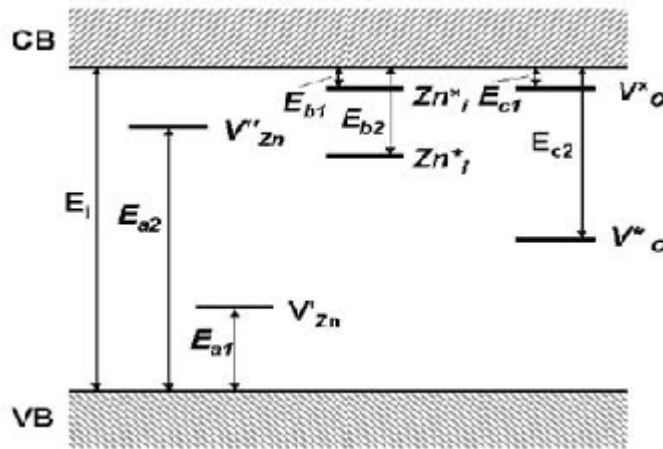 CB
E_b1
Zn^x_i
E_c1
V^x_O
E_b2
V''_Zn
Zn^*_i
E_c2
E_i
E_a2
V^*_O
V'_Zn
E_a1
VB